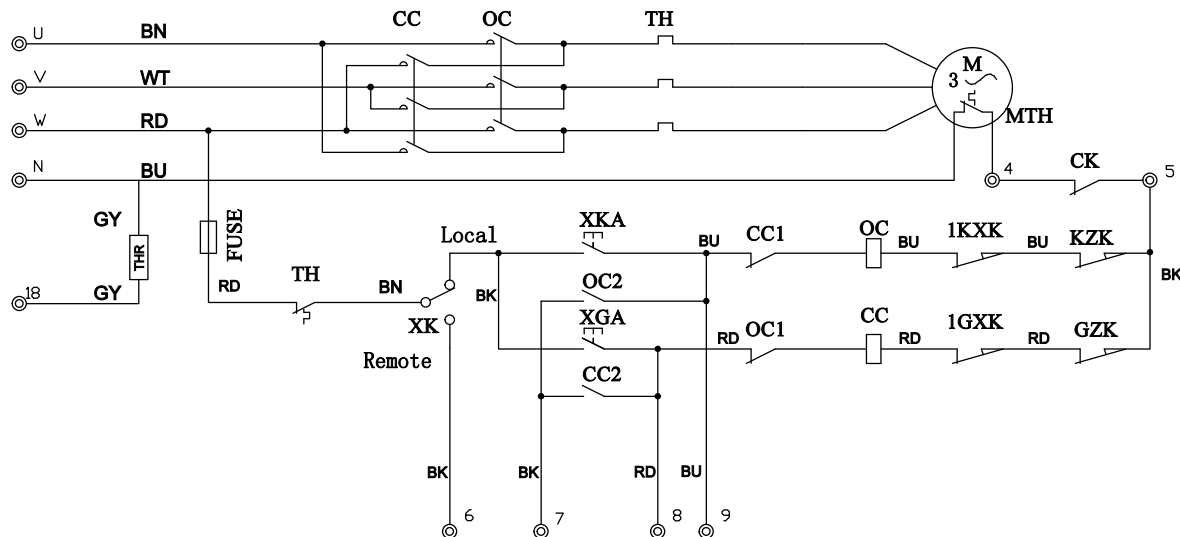 U BN CC OC TH
V WT M
3
W RD MTH
N BU 4 CK 5
GY FUSE XKA
THR Local BU CC1 OC BU 1KXK BU KZK
18 GY RD TH BN BK OC2 BK
XK XGA RD OC1 CC RD 1GXK RD GZK
Remote CC2
BK BK RD BU
6 7 8 9